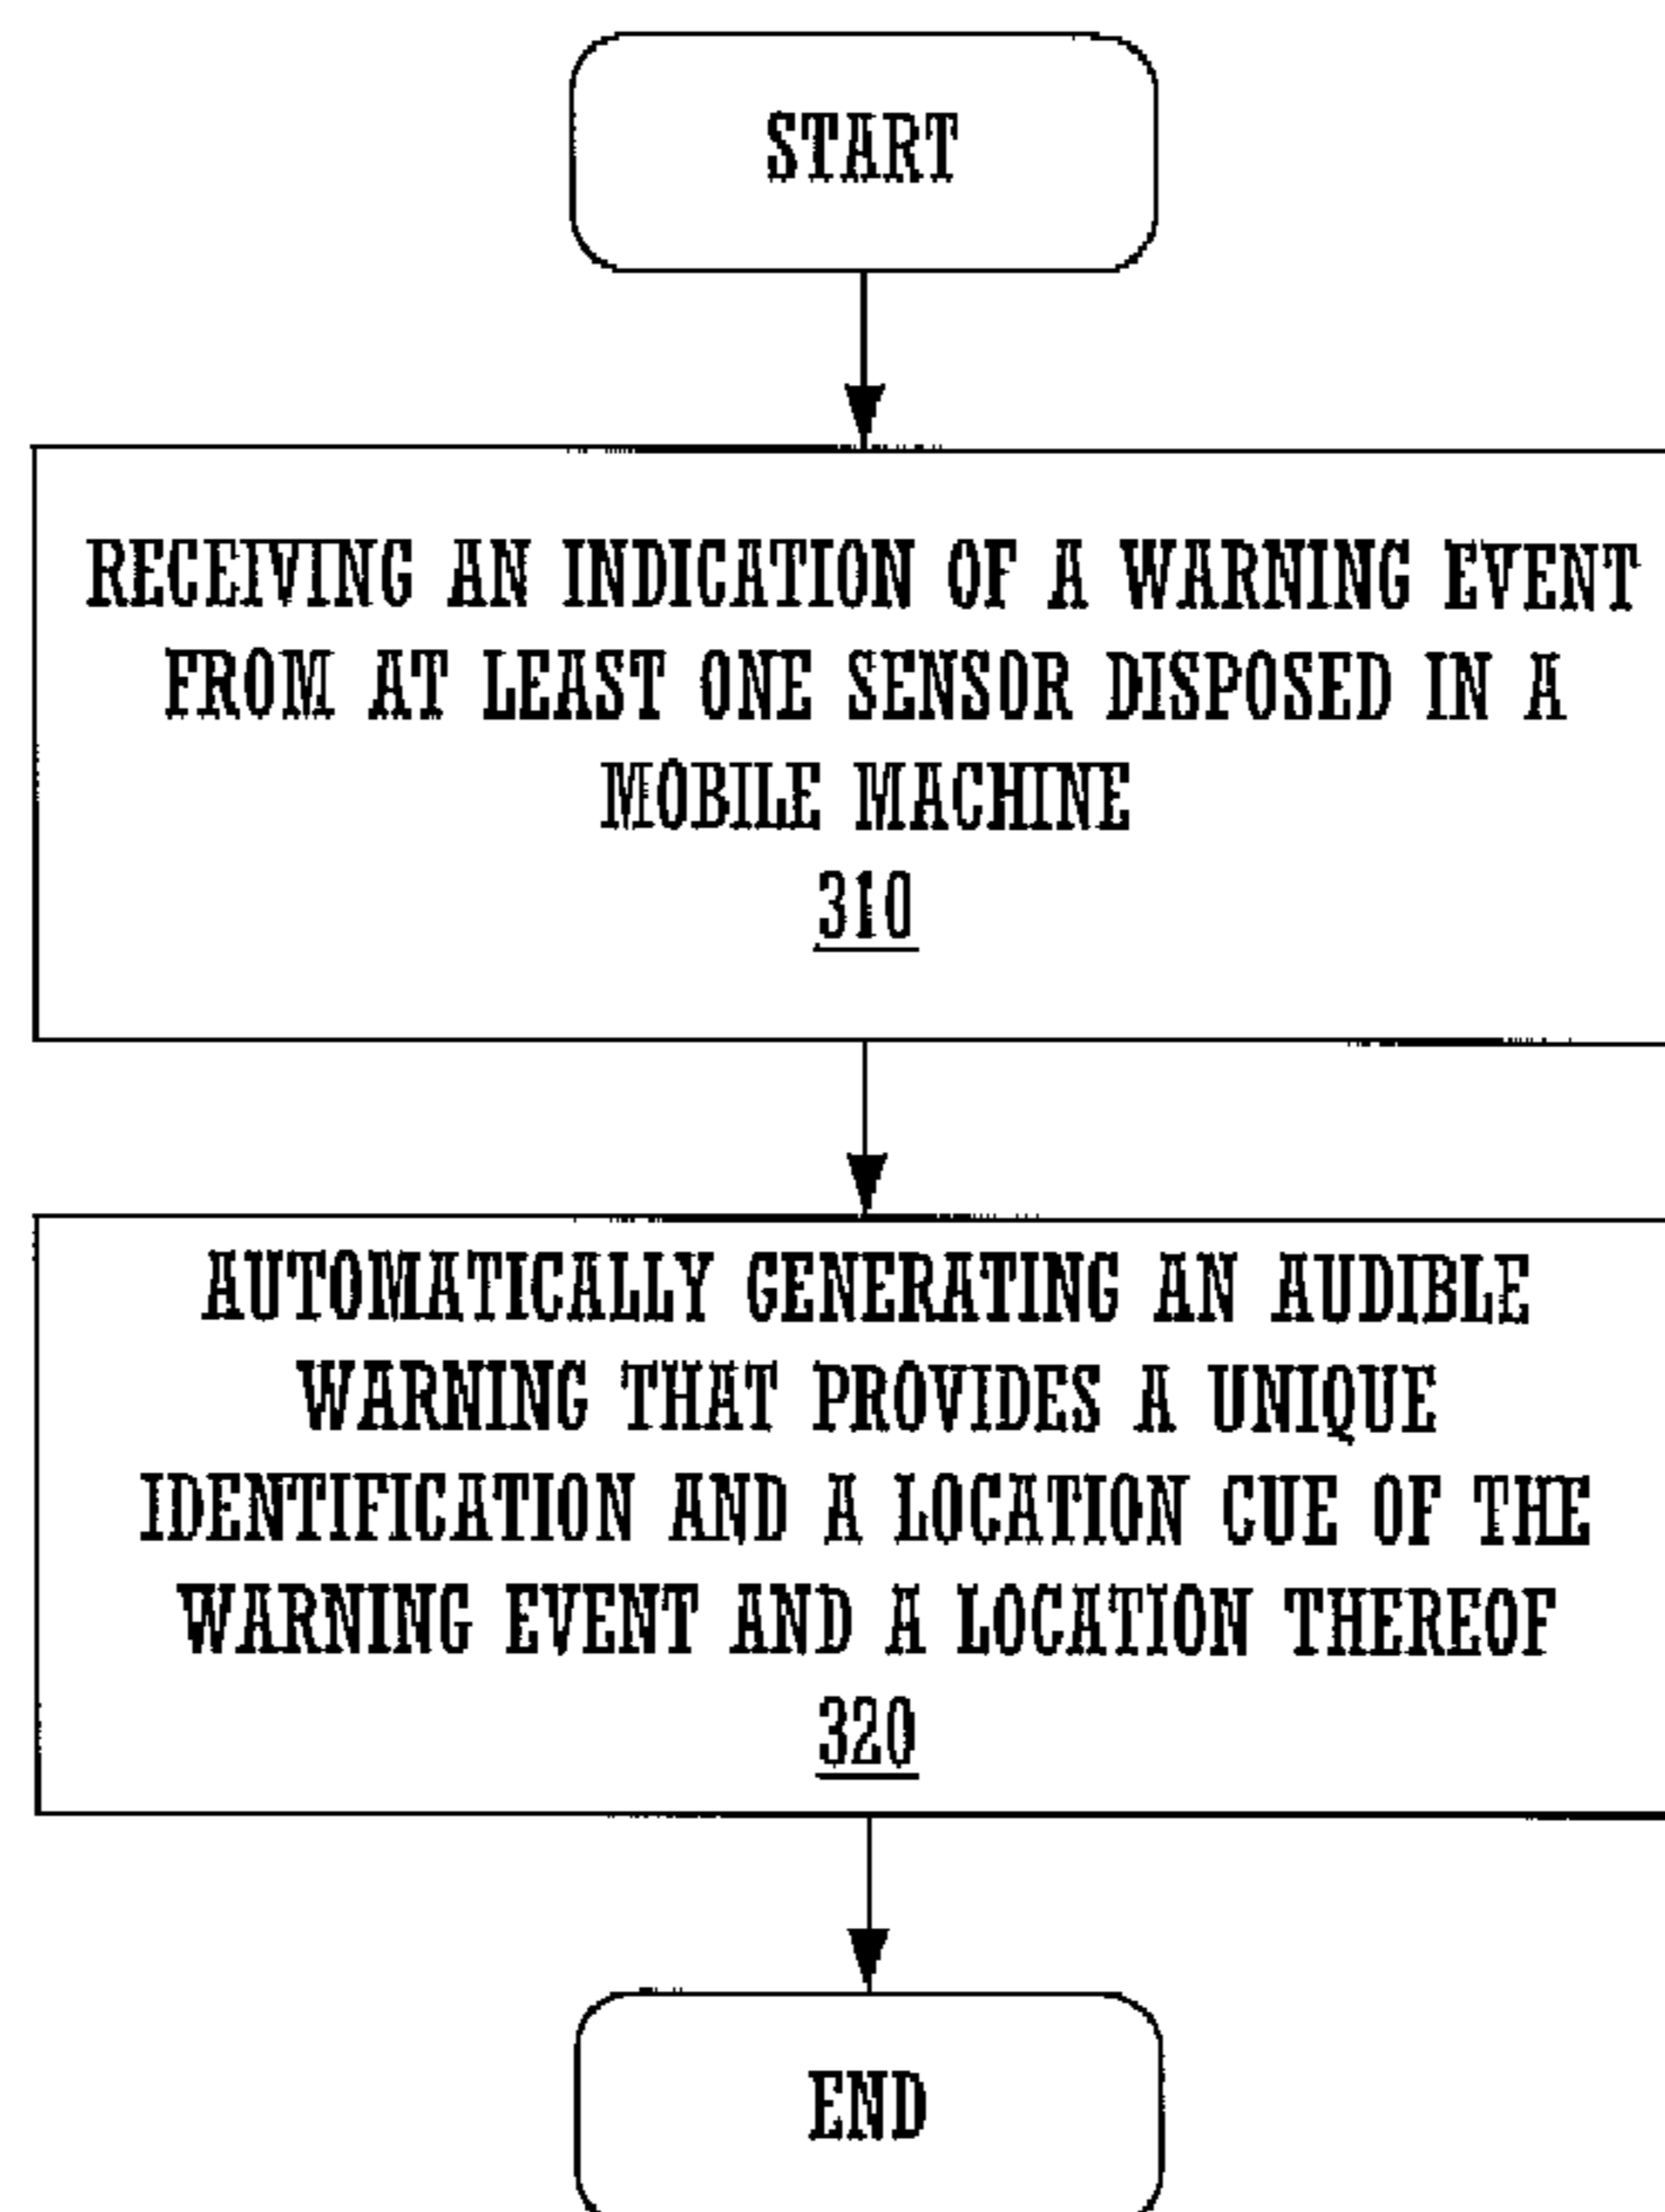 START
RECEIVING AN INDICATION OF A WARNING EVENT
FROM AT LEAST ONE SENSOR DISPOSED IN A
MOBILE MACHINE
310
AUTOMATICALLY GENERATING AN AUDIBLE
WARNING THAT PROVIDES A UNIQUE
IDENTIFICATION AND A LOCATION CUE OF THE
WARNING EVENT AND A LOCATION THEREOF
320
END